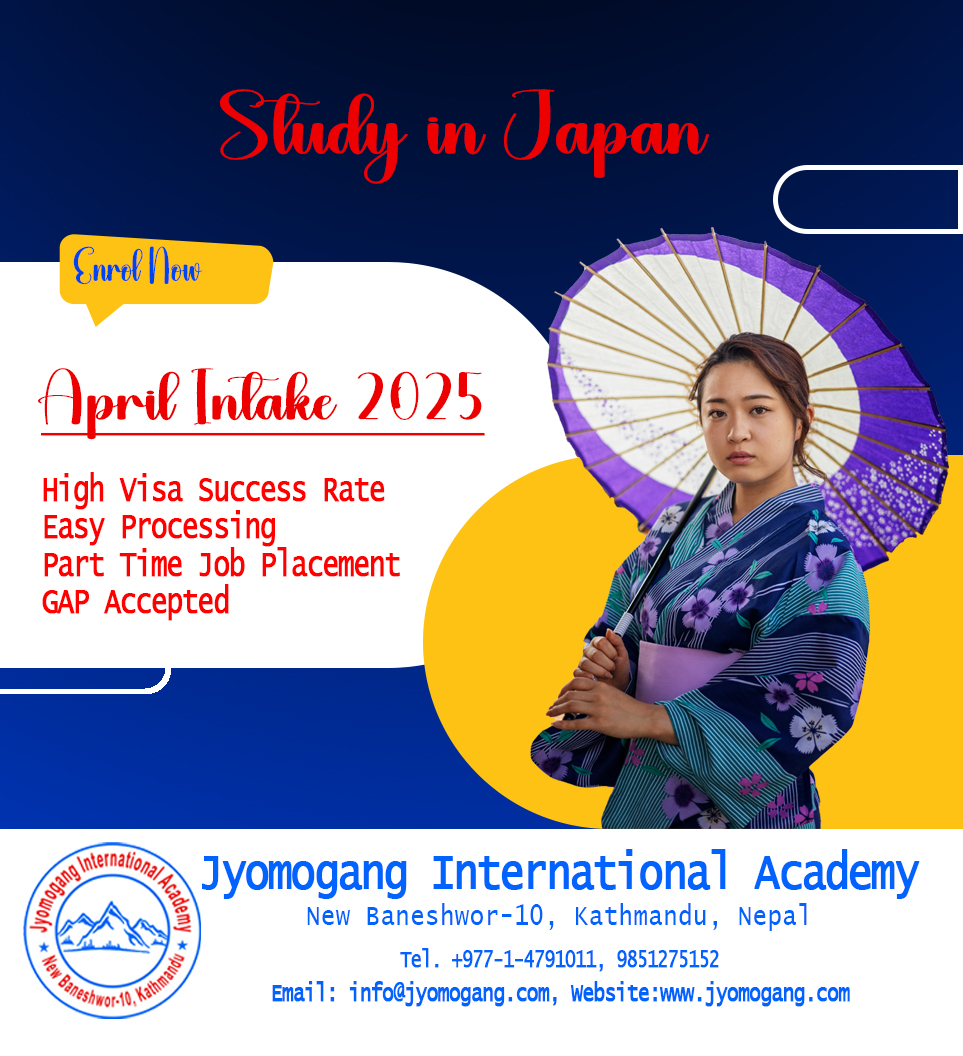 Study in Japan
Enrol Now
April Intake 2025
High Visa Success Rate
Easy Processing
Part Time Job Placement
GAP Accepted
Jyomogang International Academy
New Baneshwor-10, Kathmandu
Jyomogang International Academy
New Baneshwor-10, Kathmandu, Nepal
Tel. +977-1-4791011, 9851275152
Email: info@jyomogang.com, Website:www.jyomogang.com